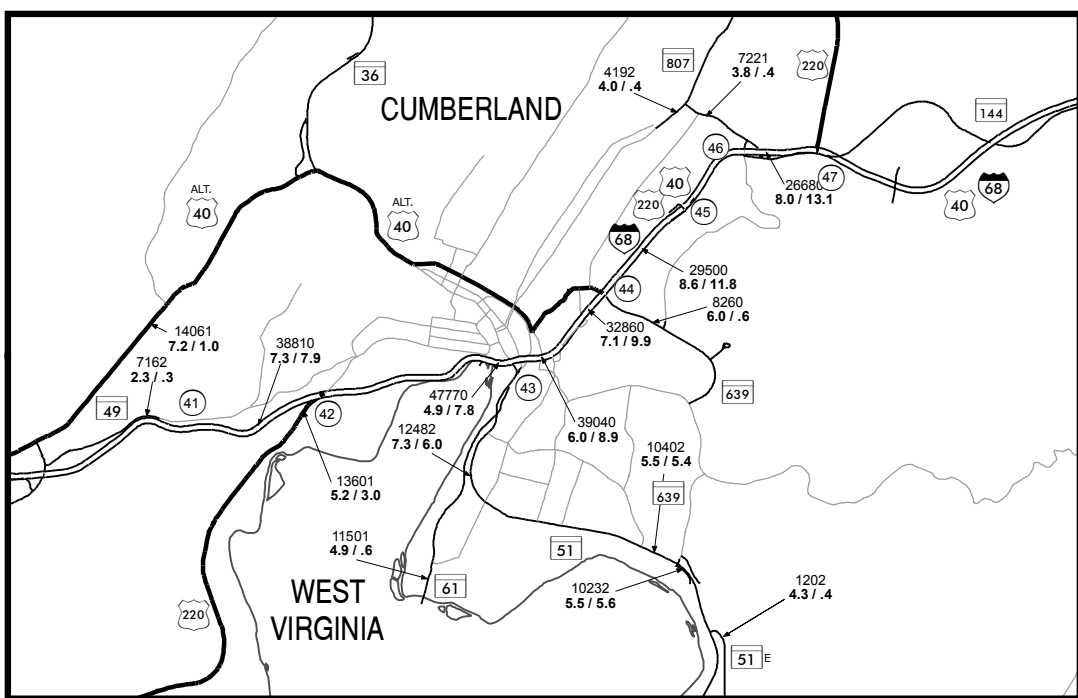 807
7221
3.8 / .4
220
4192
4.0 / .4
36
CUMBERLAND
144
46
47
26680
8.0 / 13.1
40
68
ALT.
40
ALT.
40
40
220
45
68
29500
8.6 / 11.8
44
8260
6.0 / .6
14061
7.2 / 1.0
38810
7.3 / 7.9
32860
7.1 / 9.9
7162
2.3 / .3
49
41
42
47770
4.9 / 7.8
43
639
12482
7.3 / 6.0
39040
6.0 / 8.9
10402
5.5 / 5.4
639
13601
5.2 / 3.0
11501
4.9 / .6
51
61
10232
5.5 / 5.6
1202
4.3 / .4
WEST
VIRGINIA
220
51 E